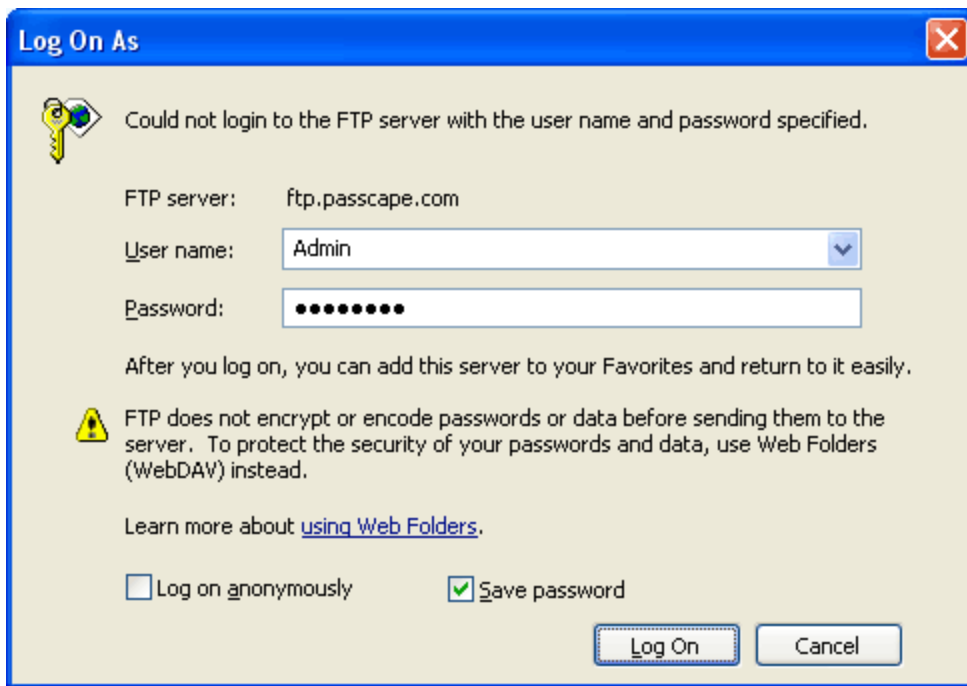 Log On As
Could not login to the FTP server with the user name and password specified.
FTP server: ftp.passcape.com
User name: Admin
Password: ●●●●●●●●
After you log on, you can add this server to your Favorites and return to it easily.
FTP does not encrypt or encode passwords or data before sending them to the
server. To protect the security of your passwords and data, use Web Folders
(WebDAV) instead.
Learn more about using Web Folders.
Log on anonymously Save password
Log On Cancel